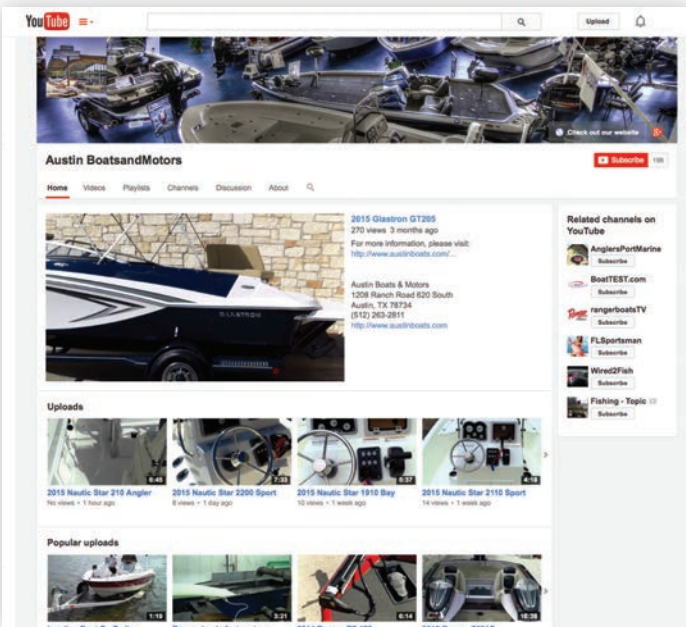 YouTube
Upload
Check out our website
Austin BoatsandMotors
Subscribe
Home Videos Playlists Channels Discussion About
2015 Glastron GT205
270 views 3 months ago
For more information, please visit:
http://www.austinboats.com/...
Austin Boats & Motors
1208 Ranch Road 620 South
Austin, TX 78734
(512) 263-2811
http://www.austinboats.com
GLASTRON
Related channels on
YouTube
AnglersPortMarine
Subscribe
BoatTEST.com
Subscribe
rangerboatsTV
Subscribe
FLSportsman
Subscribe
Wired2Fish
Subscribe
Fishing - Topic
Subscribe
Uploads
6:45 7:33 6:37 4:18
2015 Nautic Star 210 Angler 2015 Nautic Star 2200 Sport 2015 Nautic Star 1910 Bay 2015 Nautic Star 2110 Sport
No views • 1 hour ago 8 views • 1 day ago 10 views • 1 week ago 14 views • 1 week ago
Popular uploads
1:19 3:21 6:14